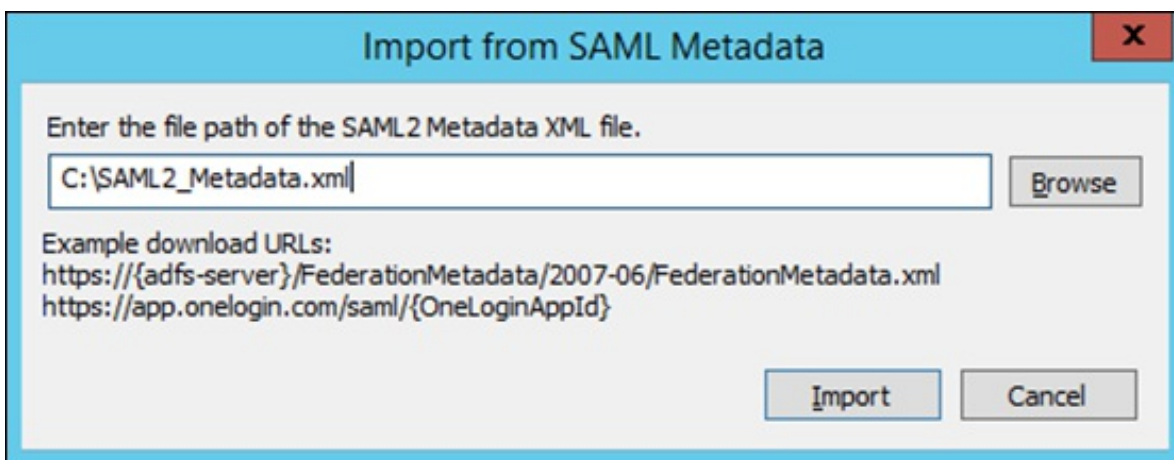 Import from SAML Metadata
x
Enter the file path of the SAML2 Metadata XML file.
C:\SAML2_Metadata.xml
Browse
Example download URLs:
https://{adfs-server}/FederationMetadata/2007-06/FederationMetadata.xml
https://app.onelogin.com/saml/{OneLoginAppId}
Import Cancel